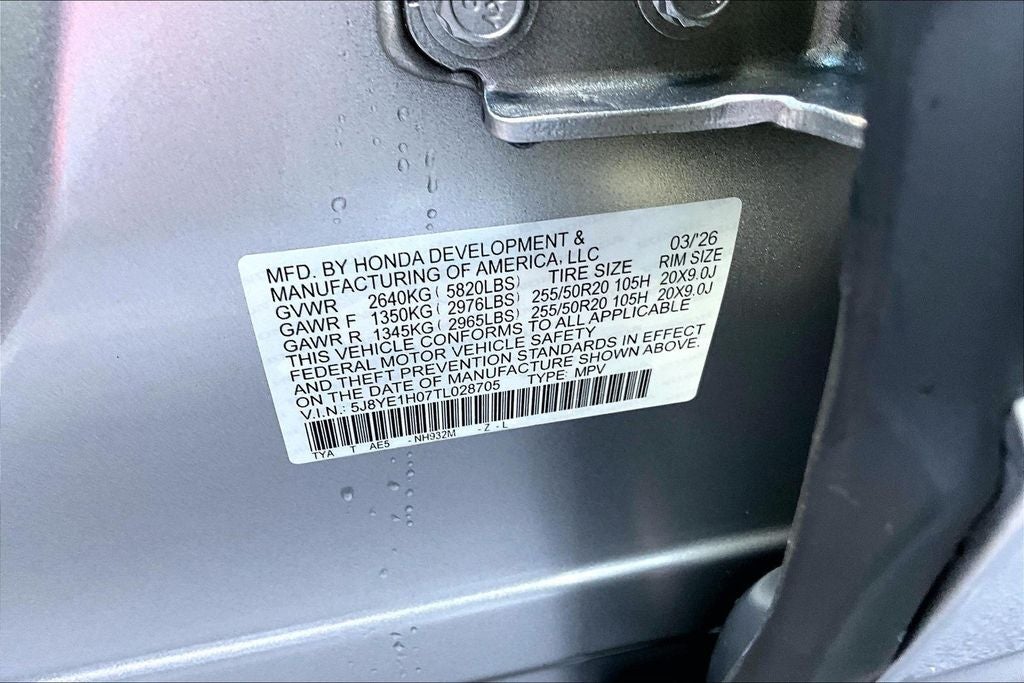 MFD. BY HONDA DEVELOPMENT & 03/'26
MANUFACTURING OF AMERICA, LLC RIM SIZE
GVWR 2640KG ( 5820LBS) TIRE SIZE
GAWR F 1350KG ( 2976LBS) 255/50R20 105H 20X9.0J
GAWR R 1345KG ( 2965LBS) 255/50R20 105H 20X9.0J
THIS VEHICLE CONFORMS TO ALL APPLICABLE
FEDERAL MOTOR VEHICLE SAFETY
AND THEFT PREVENTION STANDARDS IN EFFECT
ON THE DATE OF MANUFACTURE SHOWN ABOVE.
V.I.N.: 5J8YE1H07TL028705 TYPE: MPV
TYA T AE5 - NH932M - Z - L